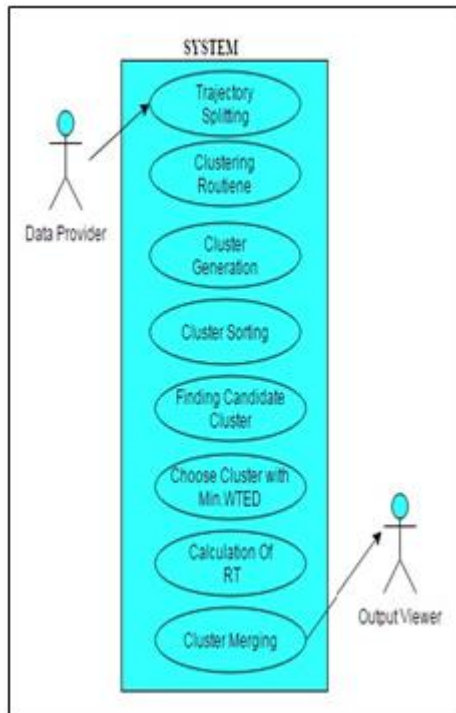 SYSTEM
Trajectory
Splitting
Clustering
Routiene
Data Provider
Cluster
Generation
Cluster Sorting
Finding Candidate
Cluster
Choose Cluster with
Min.WTED
Calculation Of
RT
Output Viewer
Cluster Merging